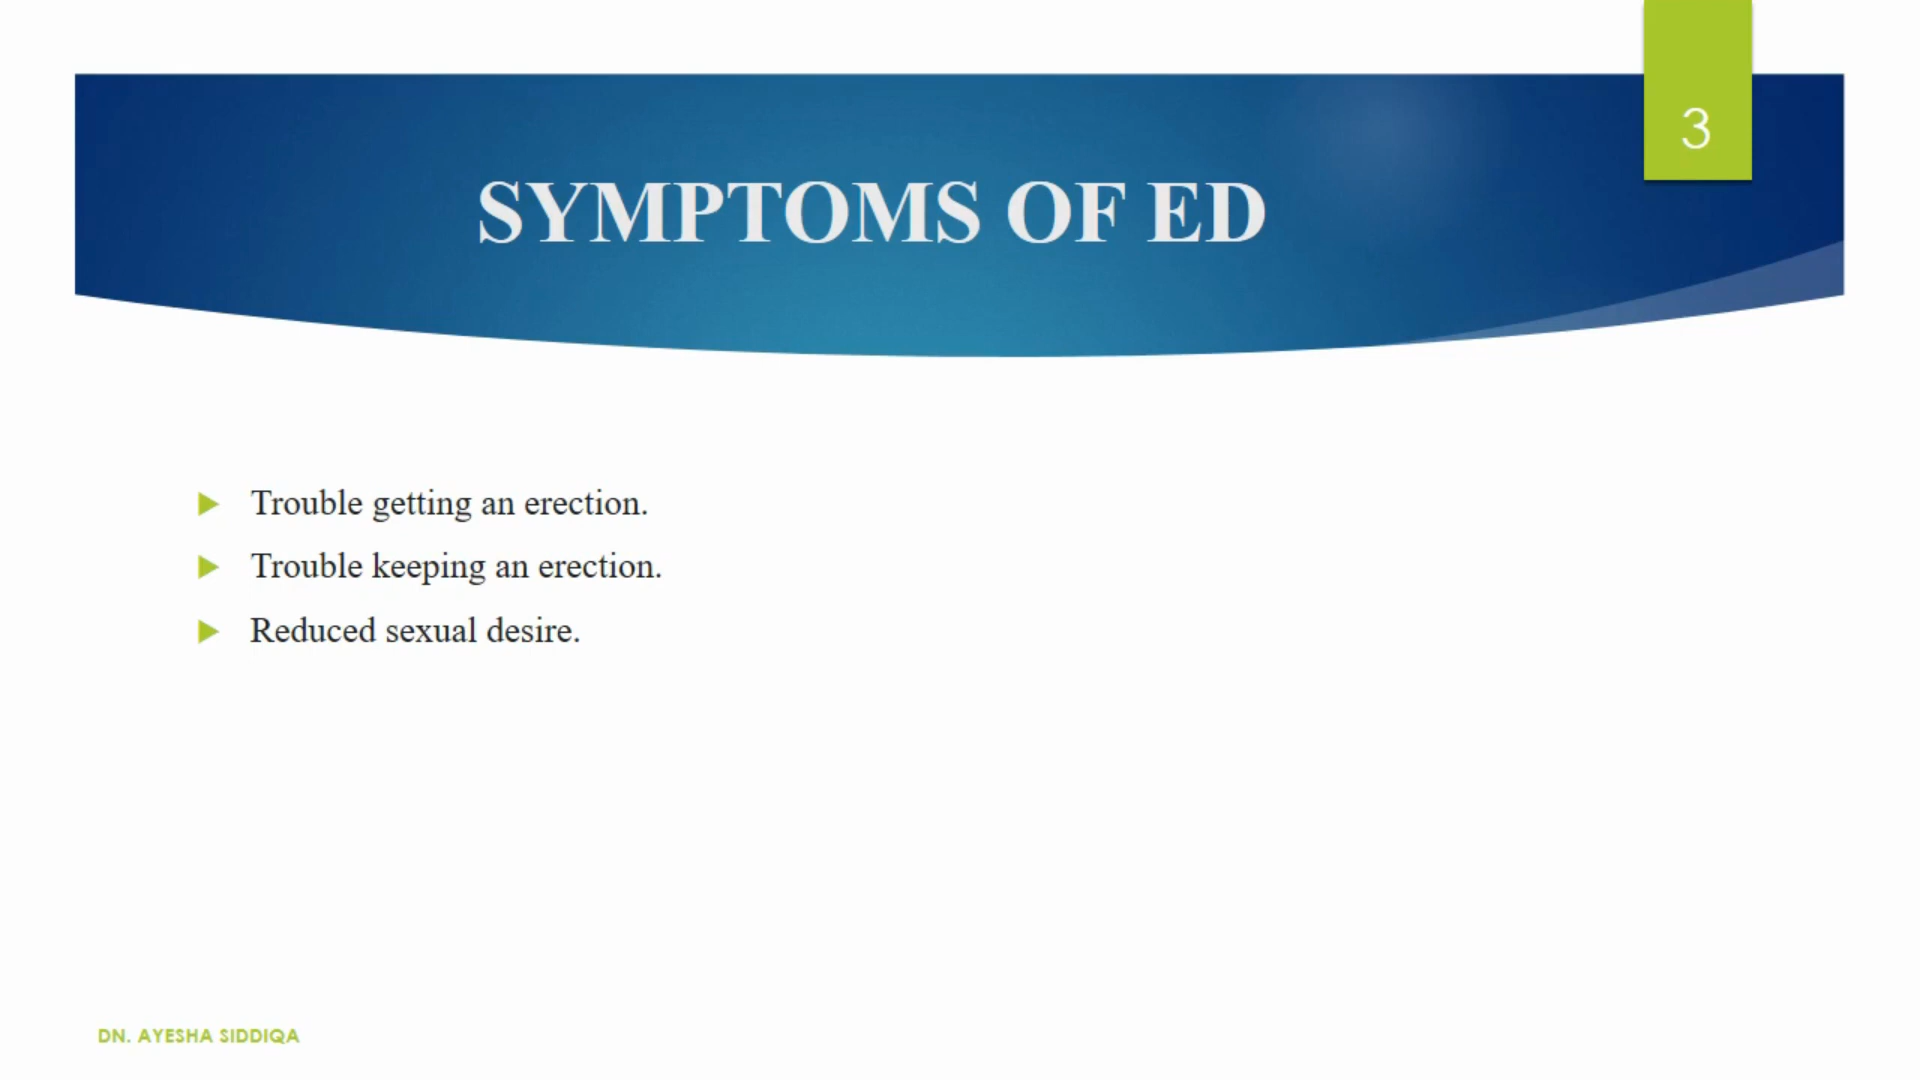 3
SYMPTOMS OF ED
Trouble getting an erection.
Trouble keeping an erection.
Reduced sexual desire.
DN. AYESHA SIDDIQA